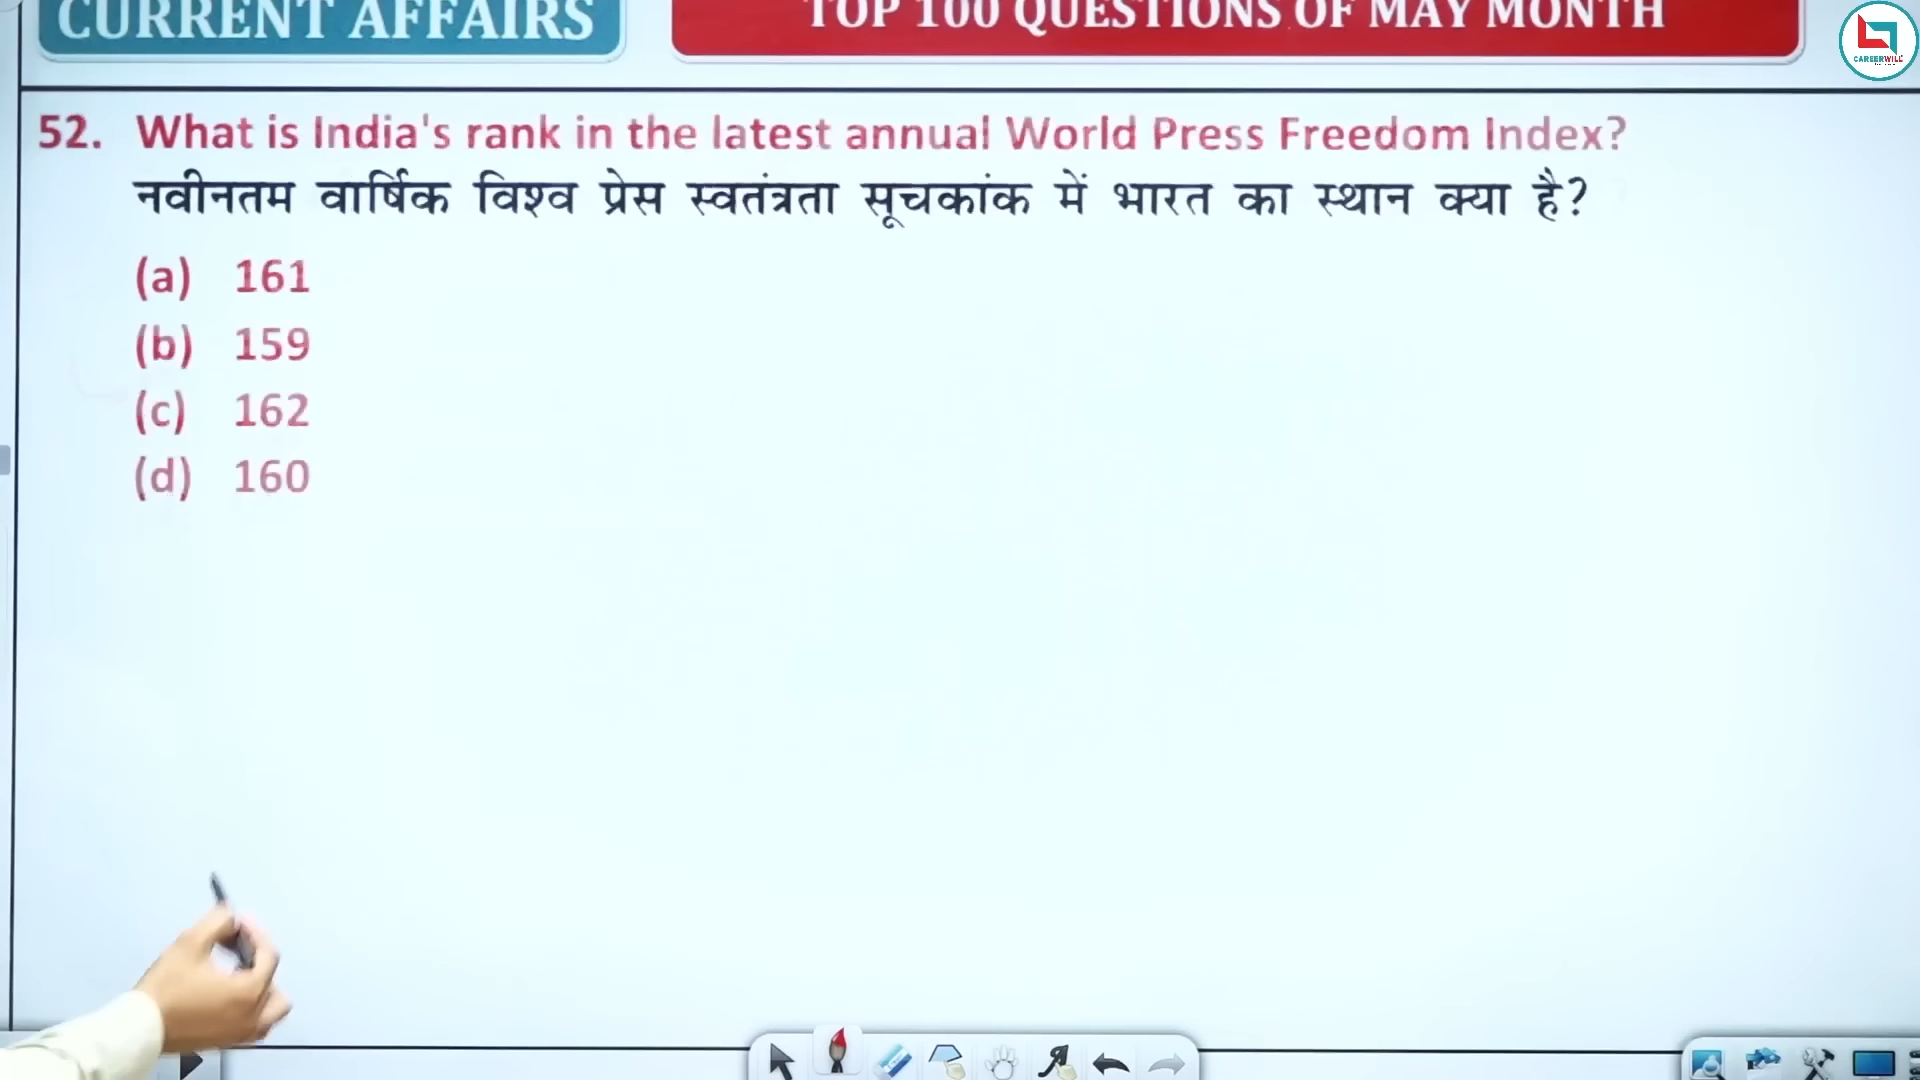 CURRENT AFFAIRS
TOP 100 QUESTIONS OF MAY MONTH
CAREERWILL
52. What is India's rank in the latest annual World Press Freedom Index?
नवीनतम वार्षिक विश्व प्रेस स्वतंत्रता सूचकांक में भारत का स्थान क्या है?
(a) 161
(b) 159
(c) 162
(d) 160